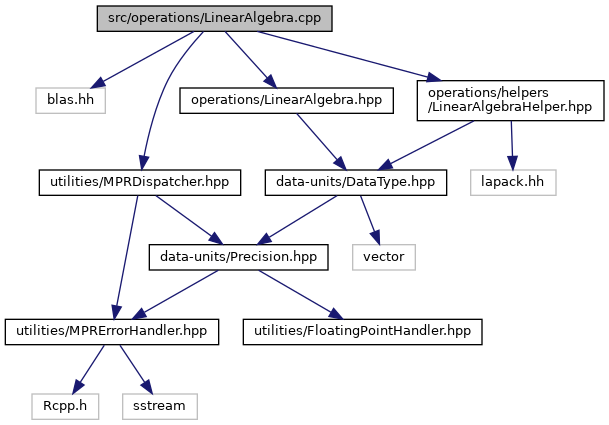 src/operations/LinearAlgebra.cpp
blas.hh
operations/LinearAlgebra.hpp
operations/helpers
/LinearAlgebraHelper.hpp
utilities/MPRDispatcher.hpp
data-units/DataType.hpp
lapack.hh
data-units/Precision.hpp
vector
utilities/MPRErrorHandler.hpp
utilities/FloatingPointHandler.hpp
Rcpp.h
sstream